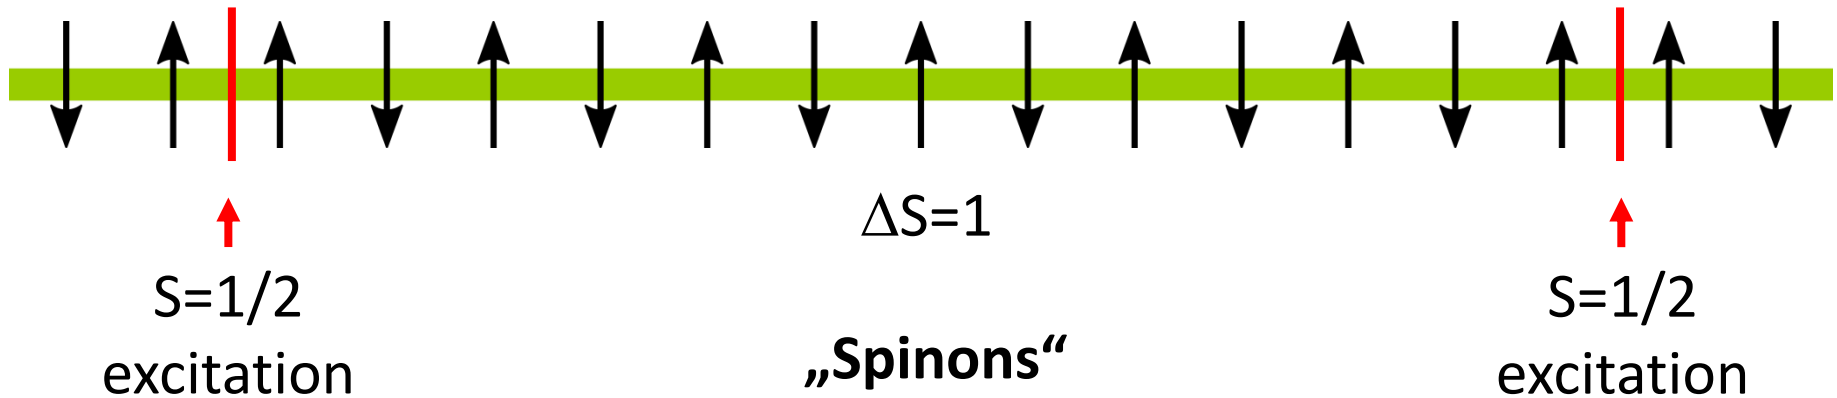 ΔS=1
S=1/2
excitation
„Spinons“
S=1/2
excitation